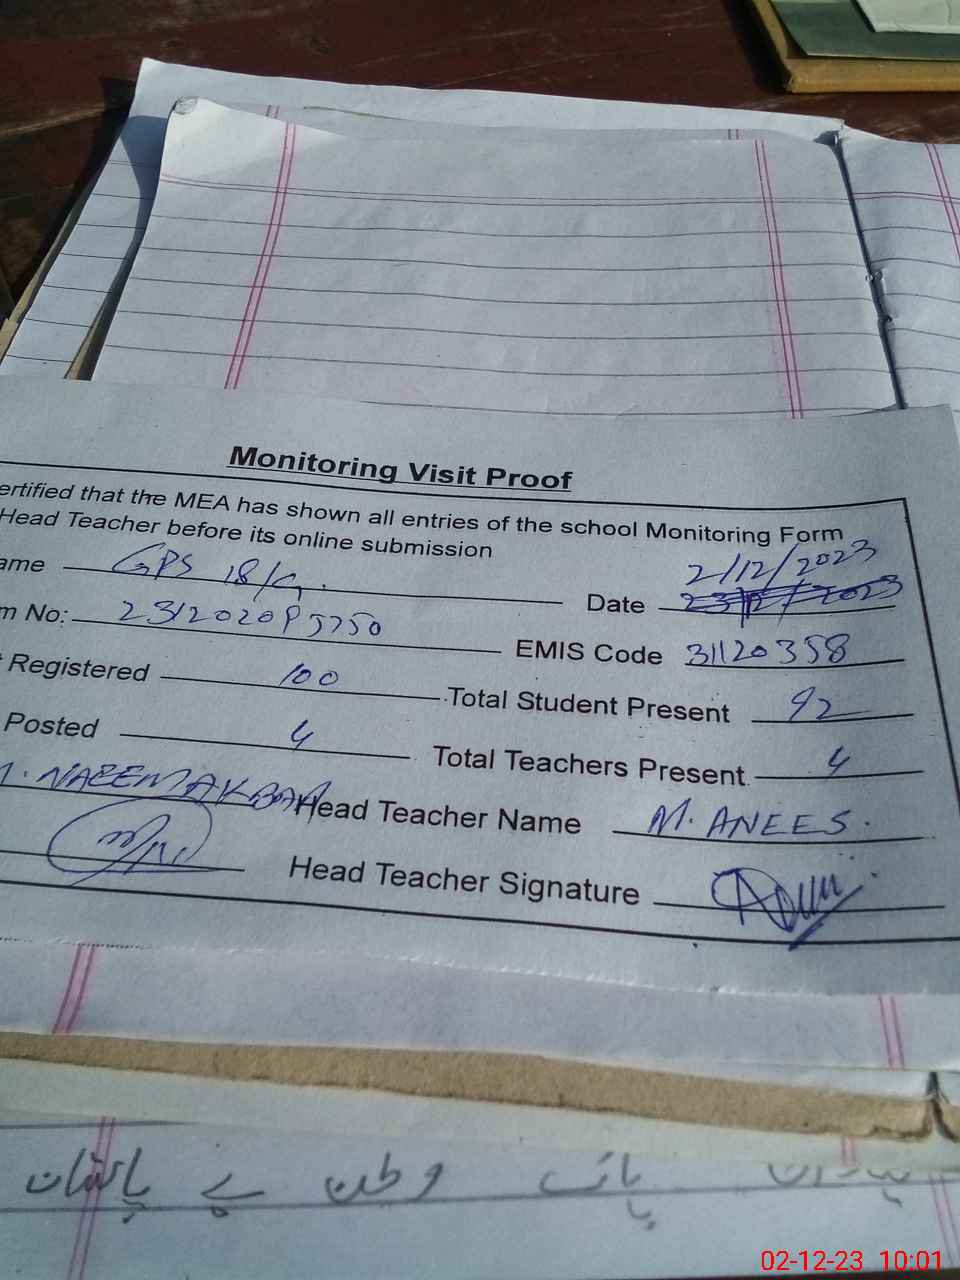 Monitoring Visit Proof
ertified that the MEA has shown all entries of the school Monitoring Form
Head Teacher before its online submission
ame GPS 18/G. Date 2/12/2023
m No: EMIS Code 31120358
Registered 100 Total Student Present 92
Posted 4 Total Teachers Present 4
M. NAEEM AKBAR Head Teacher Name M. ANEES.
Head Teacher Signature
وطن ہے پاکستان
02-12-23 10:01